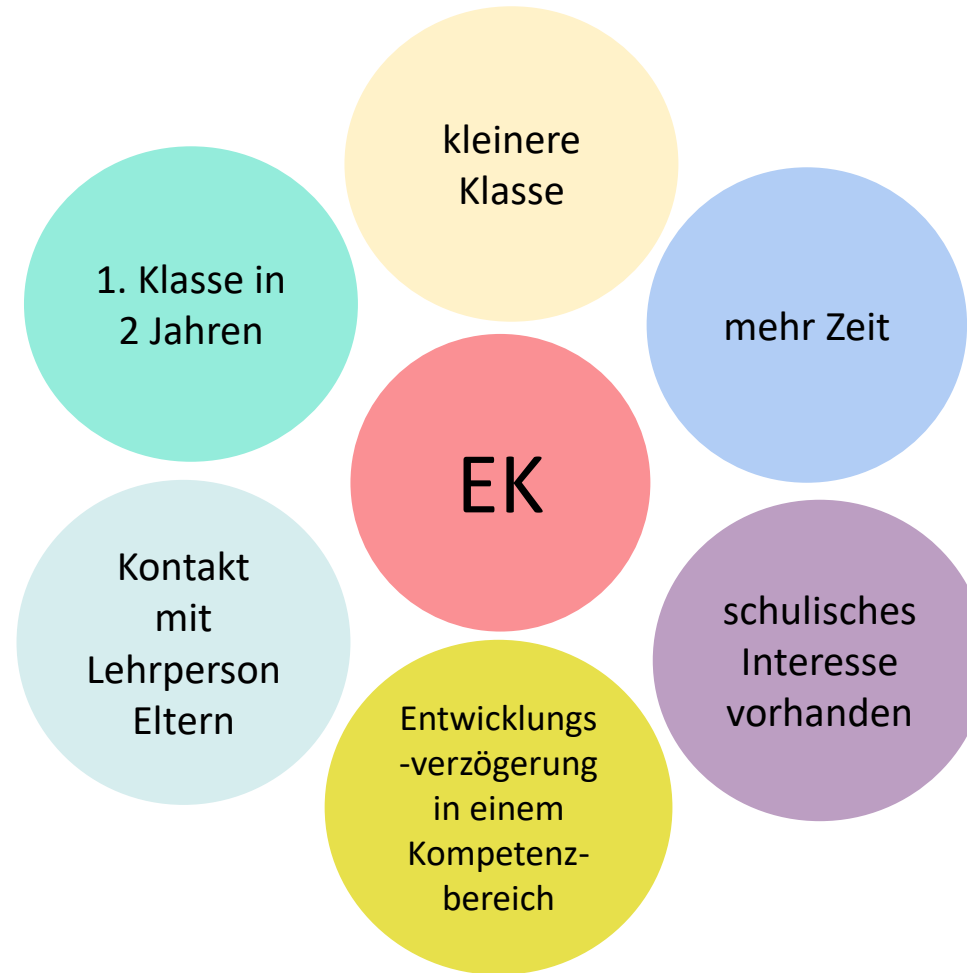 kleinere
Klasse
1. Klasse in
2 Jahren
mehr Zeit
EK
Kontakt
mit
Lehrperson
Eltern
schulisches
Interesse
vorhanden
Entwicklungs
-verzögerung
in einem
Kompetenz-
bereich